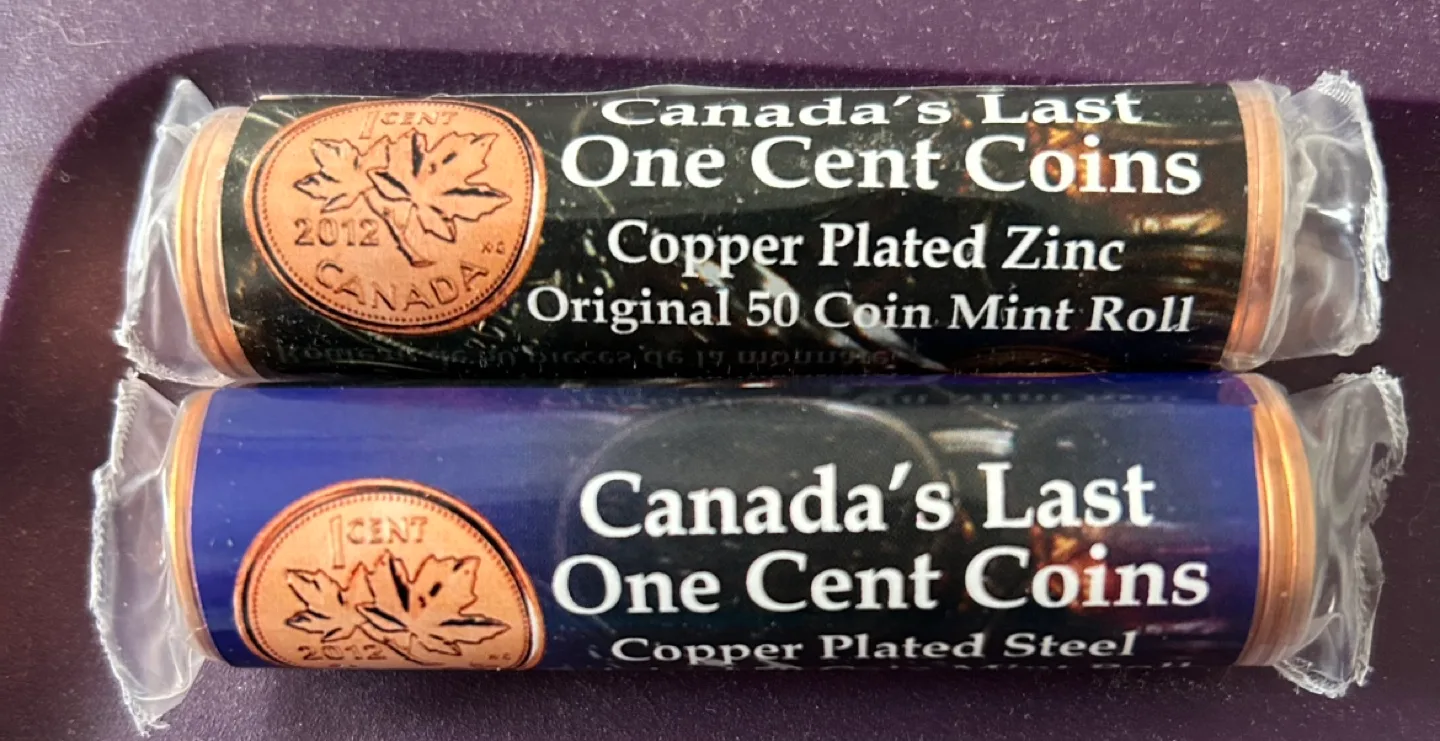 1 CENT
2012
CANADA
Canada's Last
One Cent Coins
Copper Plated Zinc
Original 50 Coin Mint Roll
1 CENT
2012
Canada's Last
One Cent Coins
Copper Plated Steel